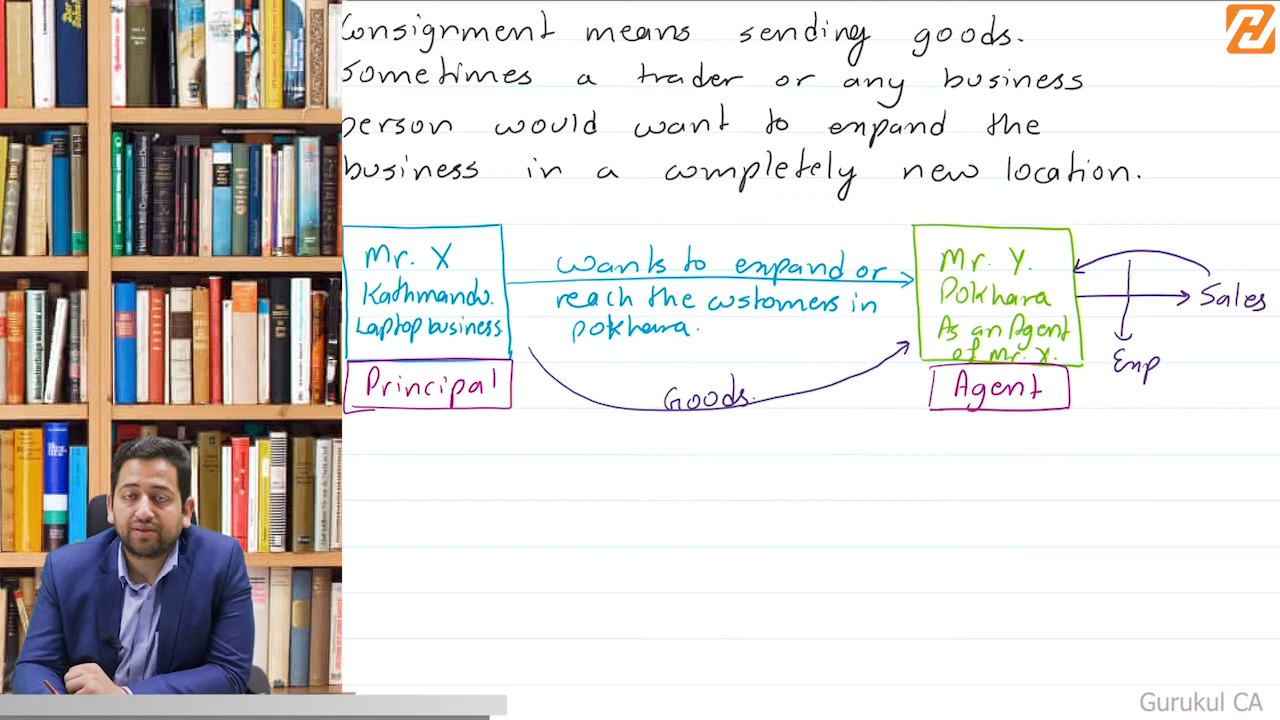 Consignment means sending goods.
Sometimes a trader or any business
person would want to expand the
business in a completely new location.
Mr. X
Kathmandu.
Laptop business
Principal
wants to expand or
reach the customers in
pokhara.
Goods.
Mr. Y.
Pokhara
As an Agent
of Mr. X.
Agent
Sales
Exp
Gurukul CA